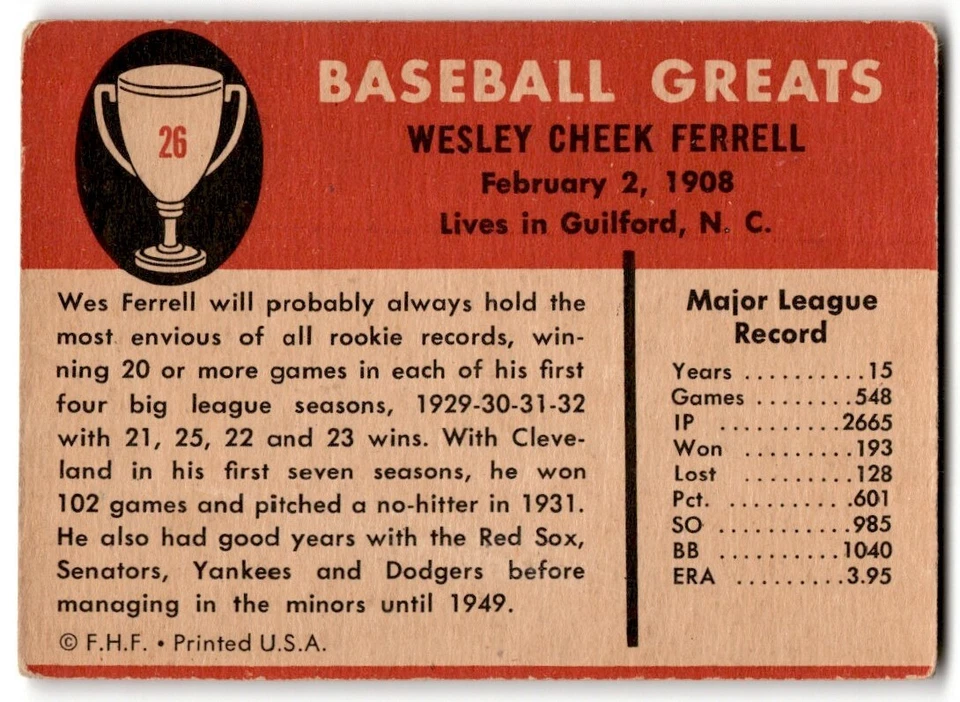 26
BASEBALL GREATS
WESLEY CHEEK FERRELL
February 2, 1908
Lives in Guilford, N. C.
Wes Ferrell will probably always hold the
most envious of all rookie records, win-
ning 20 or more games in each of his first
four big league seasons, 1929-30-31-32
with 21, 25, 22 and 23 wins. With Cleve-
land in his first seven seasons, he won
102 games and pitched a no-hitter in 1931.
He also had good years with the Red Sox,
Senators, Yankees and Dodgers before
managing in the minors until 1949.
© F.H.F. • Printed U.S.A.
Major League
Record
Years ..........15
Games ........548
IP ..........2665
Won .........193
Lost .........128
Pct. .........601
SO ..........985
BB ..........1040
ERA .........3.95